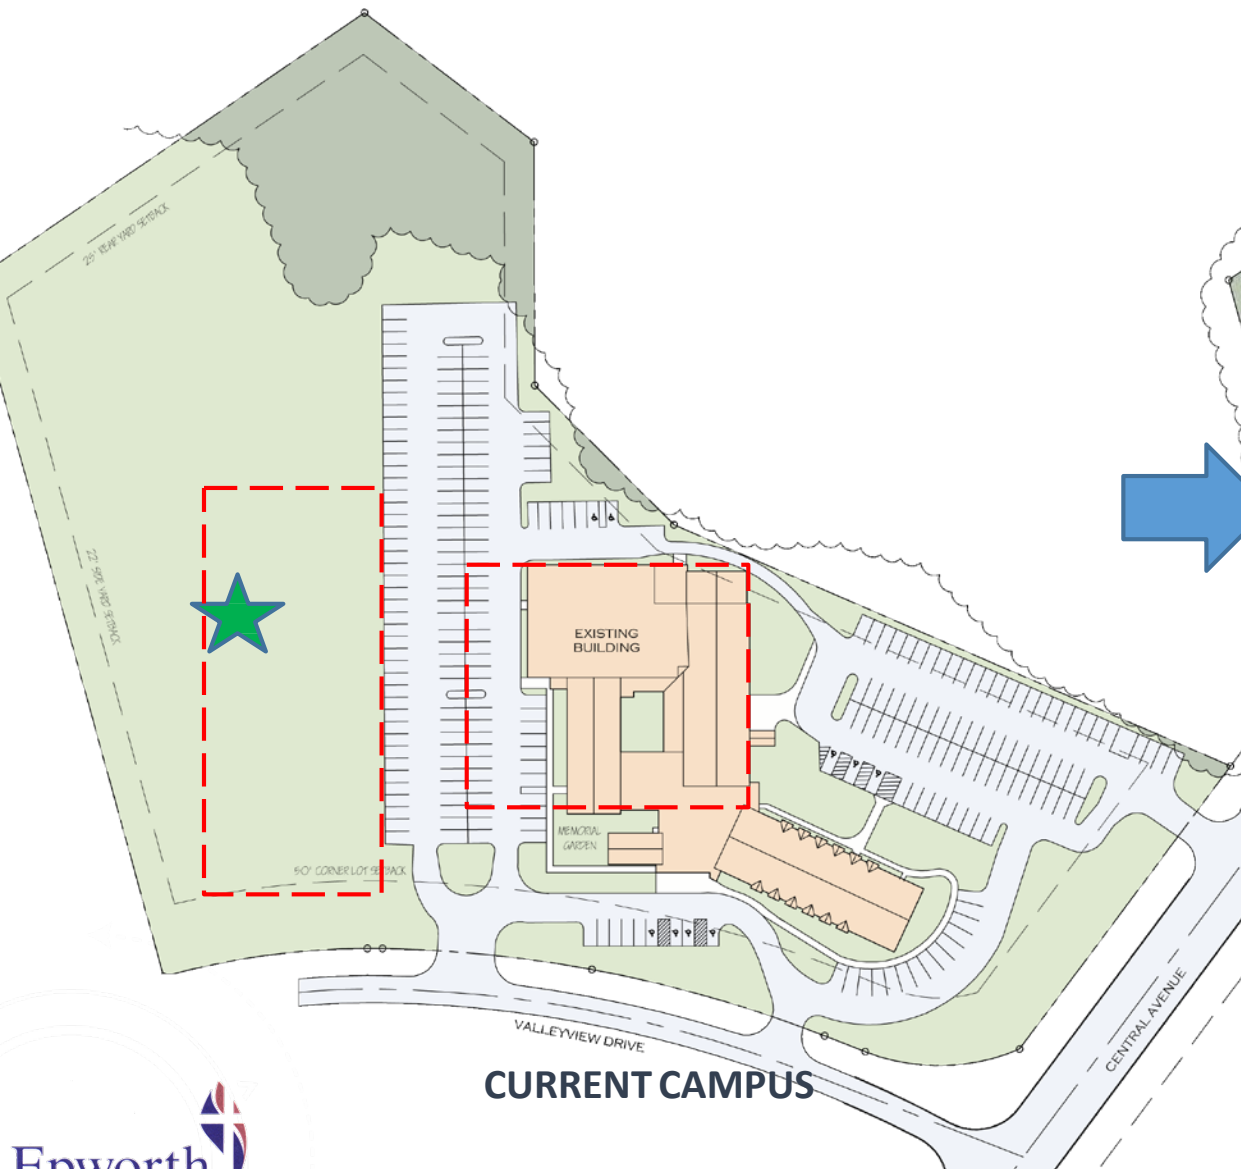 25' REAR YARD SETBACK
22' SIDE YARD SETBACK
EXISTING
BUILDING
MEMORIAL
GARDEN
50' CORNER LOT SETBACK
VALLEYVIEW DRIVE
CENTRAL AVENUE
CURRENT CAMPUS
Epworth